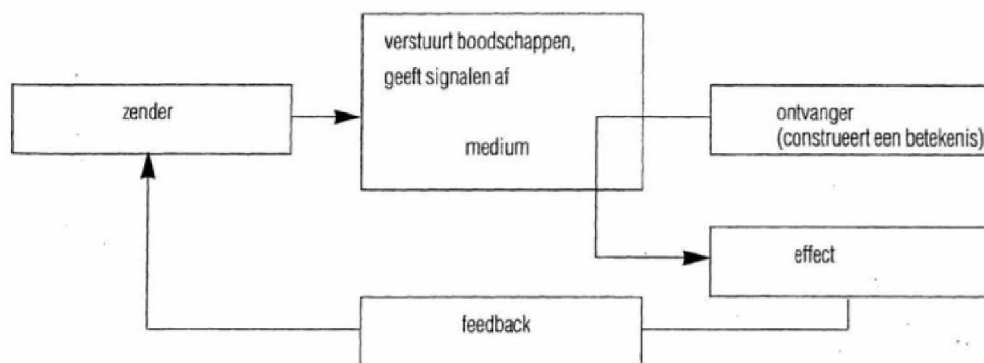 verstuurt boodschappen,
geeft signalen af
medium
zender
ontvanger
(construeert een betekenis)
effect
feedback